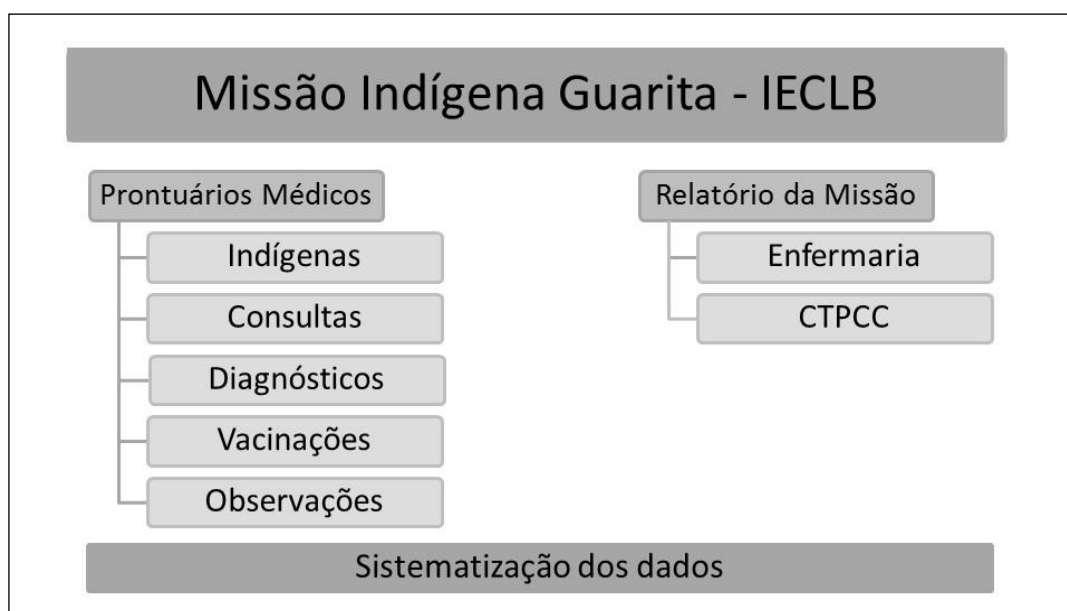 Missão Indígena Guarita - IECLB
Prontuários Médicos
Indígenas
Consultas
Diagnósticos
Vacinações
Observações
Relatório da Missão
Enfermaria
CTPCC
Sistematização dos dados